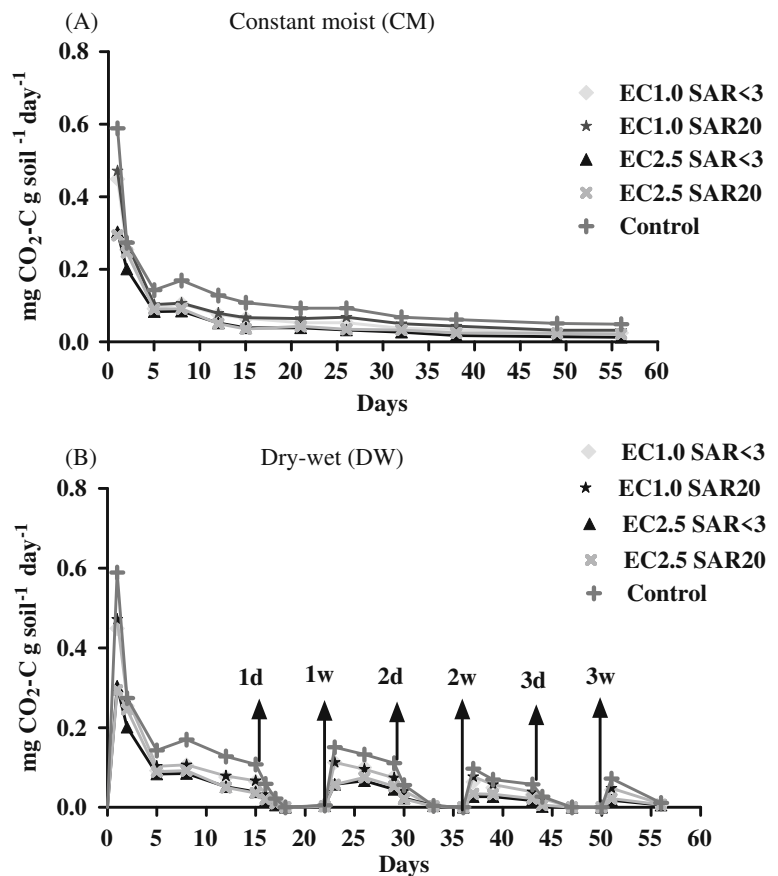 (A) Constant moist (CM)
mg CO₂-C g soil⁻¹ day⁻¹
0.8
0.6
0.4
0.2
0.0
0 5 10 15 20 25 30 35 40 45 50 55 60
Days
EC1.0 SAR<3
EC1.0 SAR20
EC2.5 SAR<3
EC2.5 SAR20
Control
(B) Dry-wet (DW)
mg CO₂-C g soil⁻¹ day⁻¹
0.8
0.6
0.4
0.2
0.0
1d 1w 2d 2w 3d 3w
0 5 10 15 20 25 30 35 40 45 50 55 60
Days
EC1.0 SAR<3
EC1.0 SAR20
EC2.5 SAR<3
EC2.5 SAR20
Control